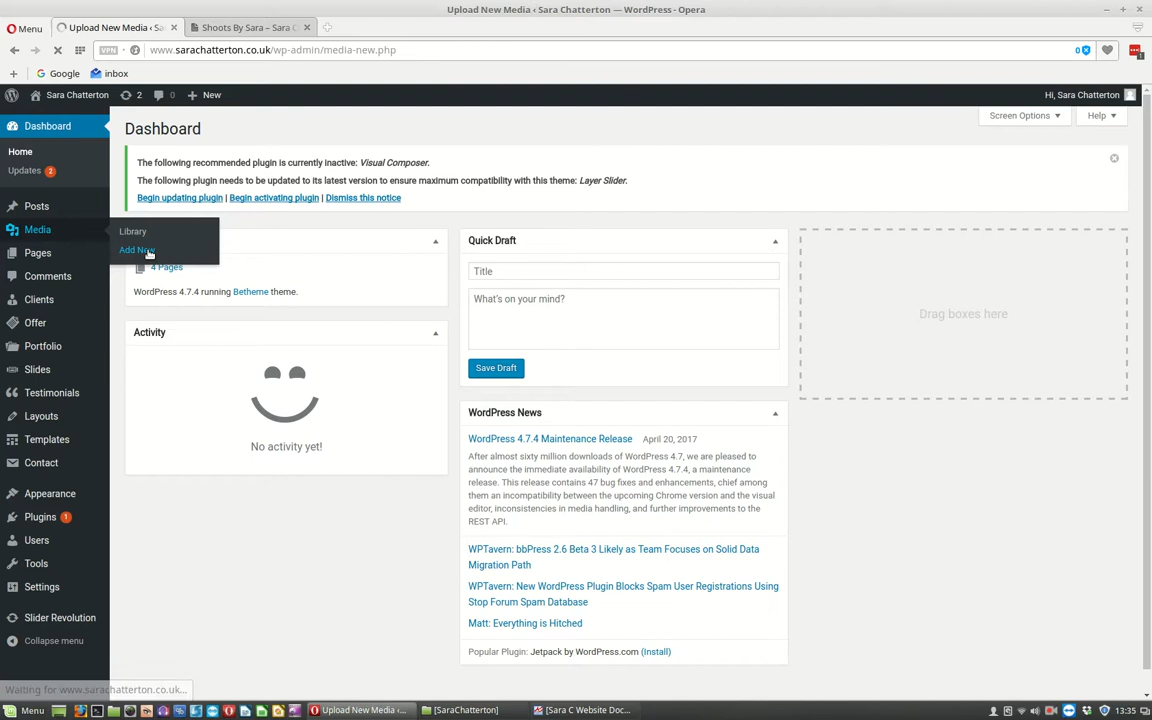 Upload New Media ‹ Sara Chatterton — WordPress - Opera
Menu
Upload New Media ‹ Sara
Shoots By Sara – Sara C
VPN
www.sarachatterton.co.uk/wp-admin/media-new.php
0
Google
inbox
Sara Chatterton
2
0
New
Hi, Sara Chatterton
Dashboard
Home
Updates 2
Posts
Media
Pages
Comments
Clients
Offer
Portfolio
Slides
Testimonials
Layouts
Templates
Contact
Appearance
Plugins 1
Users
Tools
Settings
Slider Revolution
Collapse menu
Library
Add New
Screen Options
Help
Dashboard
The following recommended plugin is currently inactive: Visual Composer.
The following plugin needs to be updated to its latest version to ensure maximum compatibility with this theme: Layer Slider.
Begin updating plugin | Begin activating plugin | Dismiss this notice
4 Pages
WordPress 4.7.4 running Betheme theme.
Activity
No activity yet!
Quick Draft
Title
What's on your mind?
Save Draft
WordPress News
WordPress 4.7.4 Maintenance Release April 20, 2017
After almost sixty million downloads of WordPress 4.7, we are pleased to
announce the immediate availability of WordPress 4.7.4, a maintenance
release. This release contains 47 bug fixes and enhancements, chief among
them an incompatibility between the upcoming Chrome version and the visual
editor, inconsistencies in media handling, and further improvements to the
REST API.
WPTavern: bbPress 2.6 Beta 3 Likely as Team Focuses on Solid Data
Migration Path
WPTavern: New WordPress Plugin Blocks Spam User Registrations Using
Stop Forum Spam Database
Matt: Everything is Hitched
Popular Plugin: Jetpack by WordPress.com (Install)
Drag boxes here
Waiting for www.sarachatterton.co.uk...
Menu
Upload New Media ‹...
[SaraChatterton]
[Sara C Website Doc...
13:35